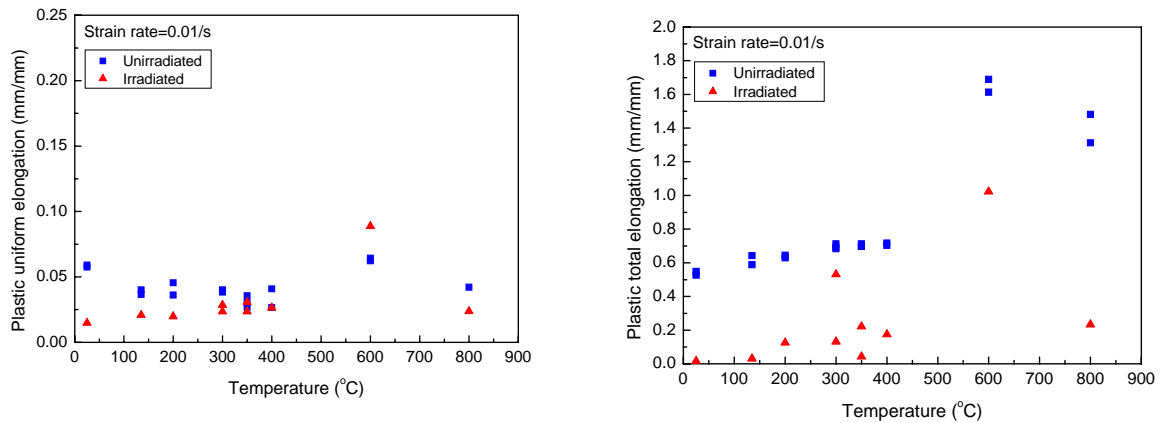 Strain rate=0.01/s
Unirradiated
Irradiated
Plastic uniform elongation (mm/mm)
0.25
0.20
0.15
0.10
0.05
0.00
0 100 200 300 400 500 600 700 800 900
Temperature (°C)
Strain rate=0.01/s
Unirradiated
Irradiated
Plastic total elongation (mm/mm)
2.0
1.8
1.6
1.4
1.2
1.0
0.8
0.6
0.4
0.2
0.0
0 100 200 300 400 500 600 700 800 900
Temperature (°C)